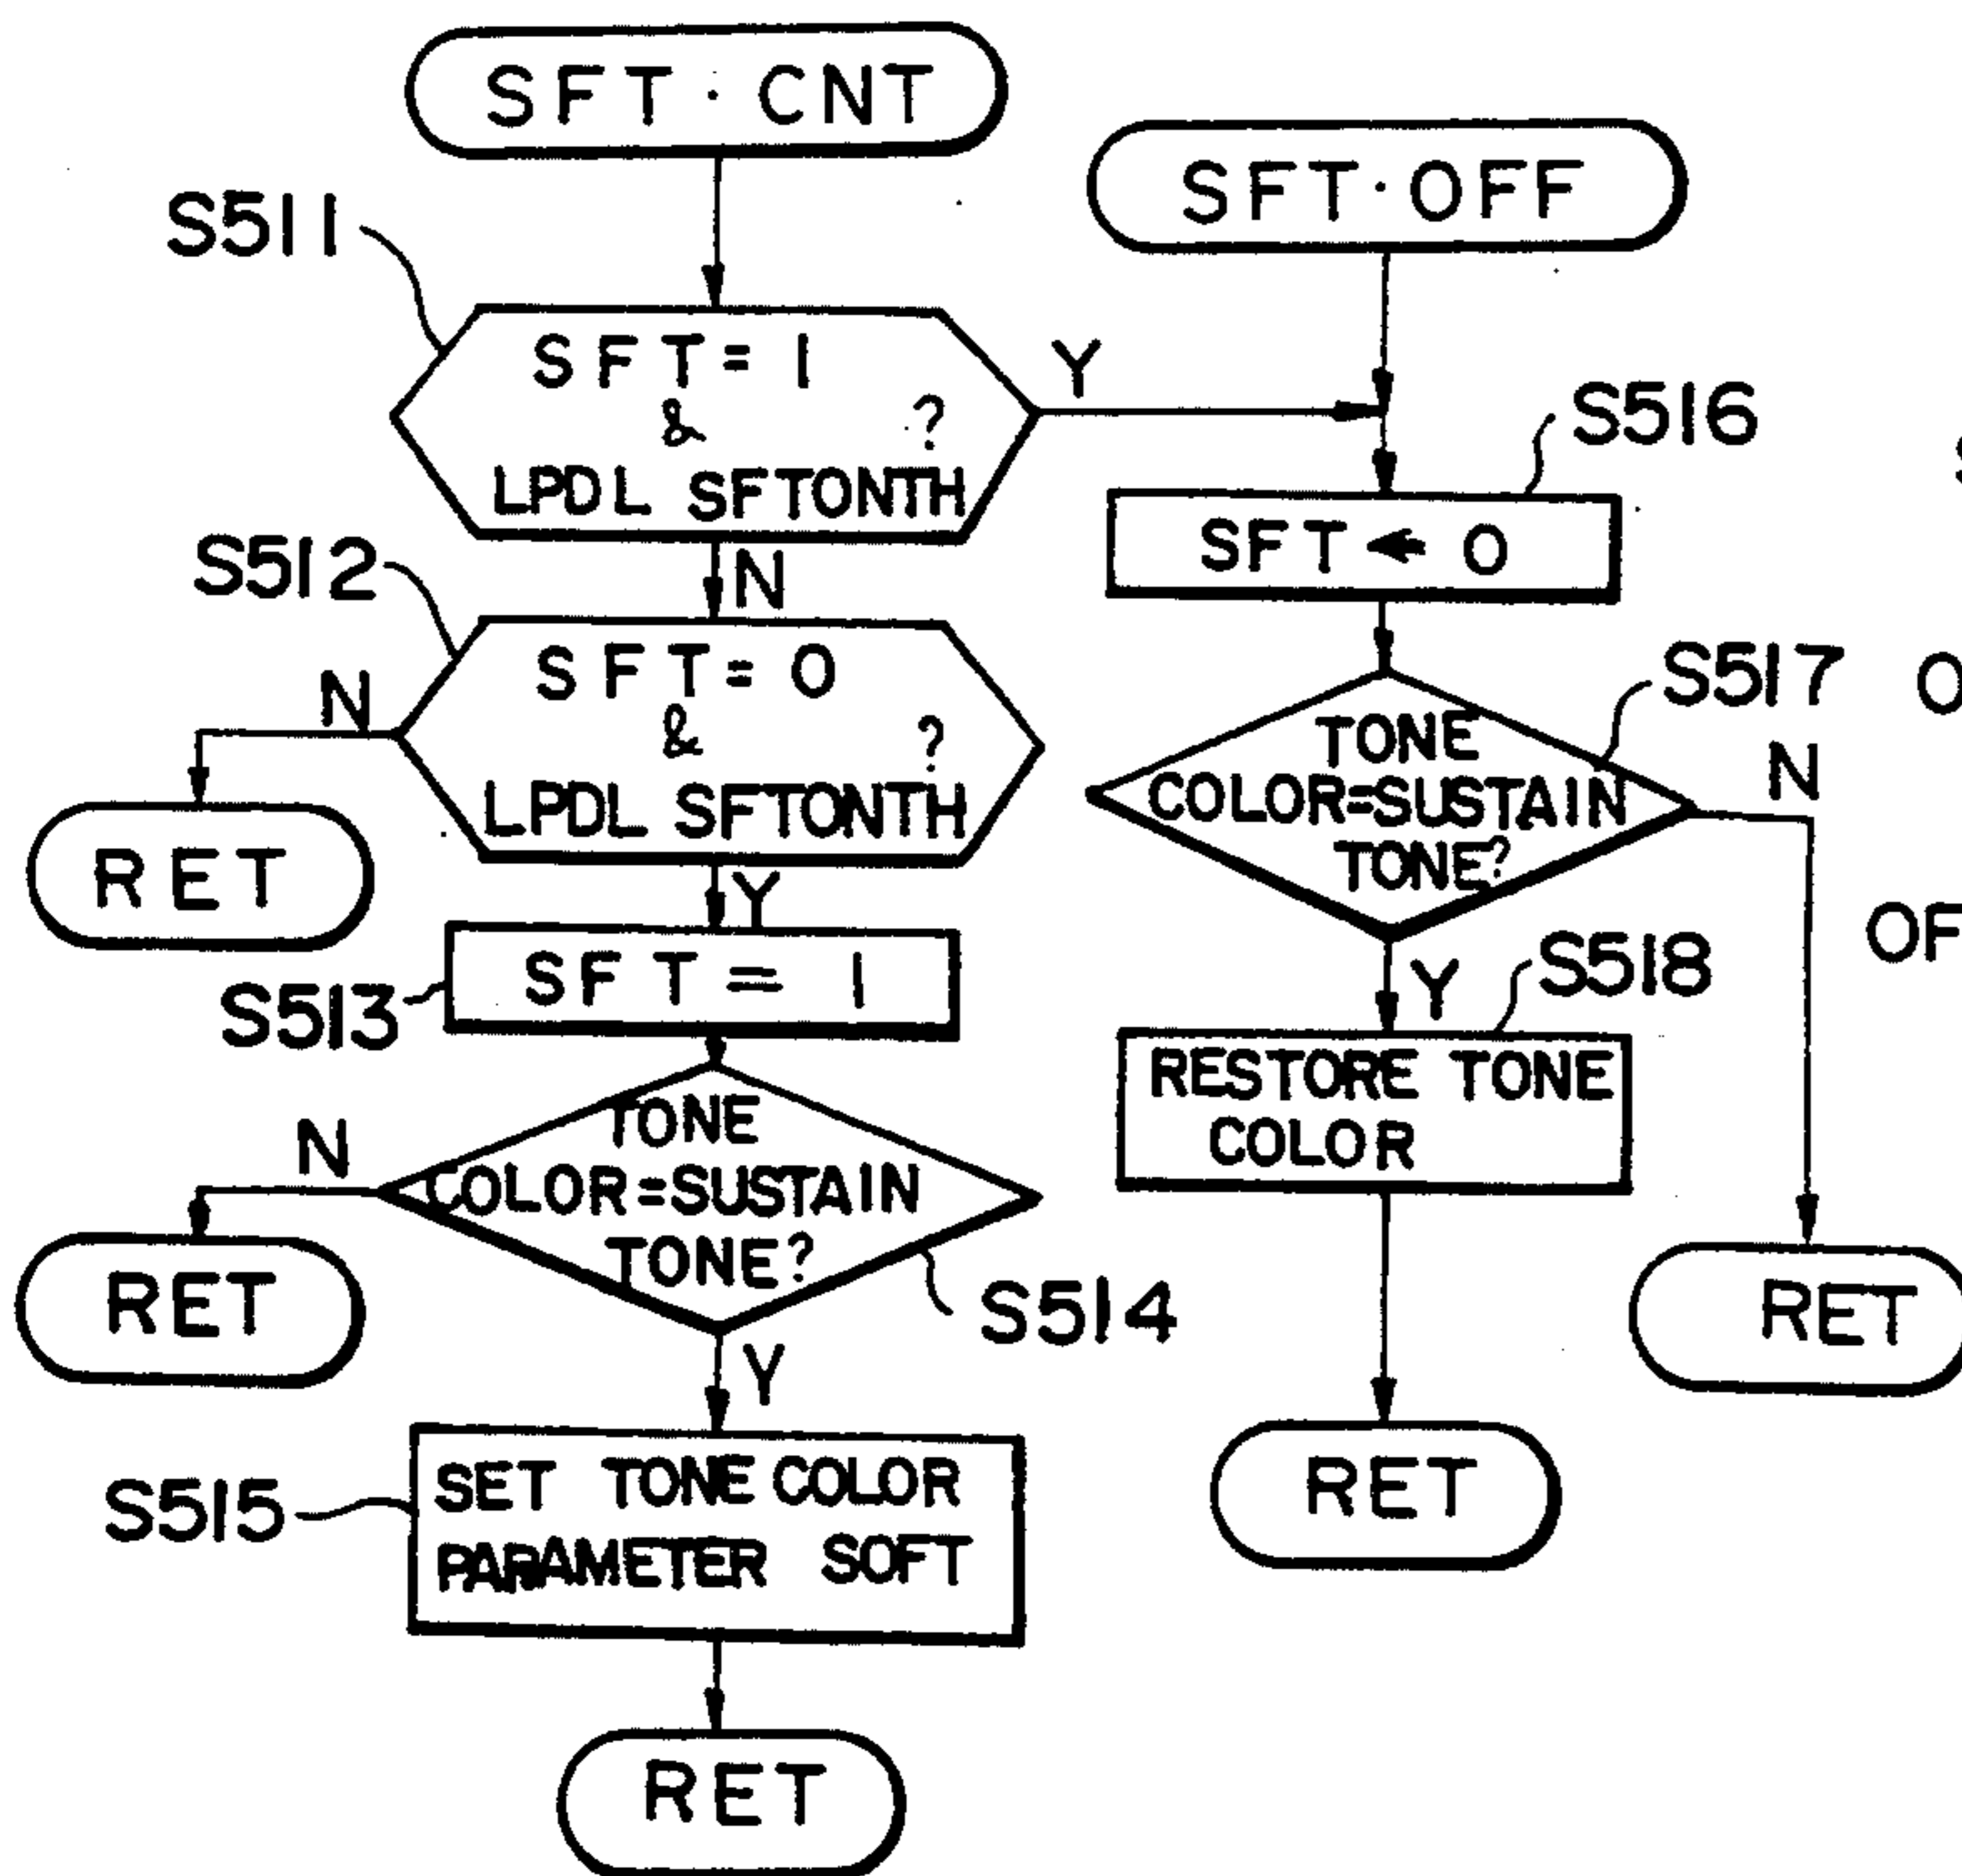 SFT·CNT
SFT·OFF
S511
SFT=1
&
?
LPDL SFTONTH
Y
S516
SFT←0
N
S512
SFT=0
&
?
LPDL SFTONTH
N
RET
Y
S517
TONE
COLOR=SUSTAIN
TONE?
N
S513
SFT=1
Y
S518
RESTORE TONE
COLOR
TONE
COLOR=SUSTAIN
TONE?
N
RET
S514
Y
RET
RET
S515
SET TONE COLOR
PARAMETER SOFT
RET
O
OF